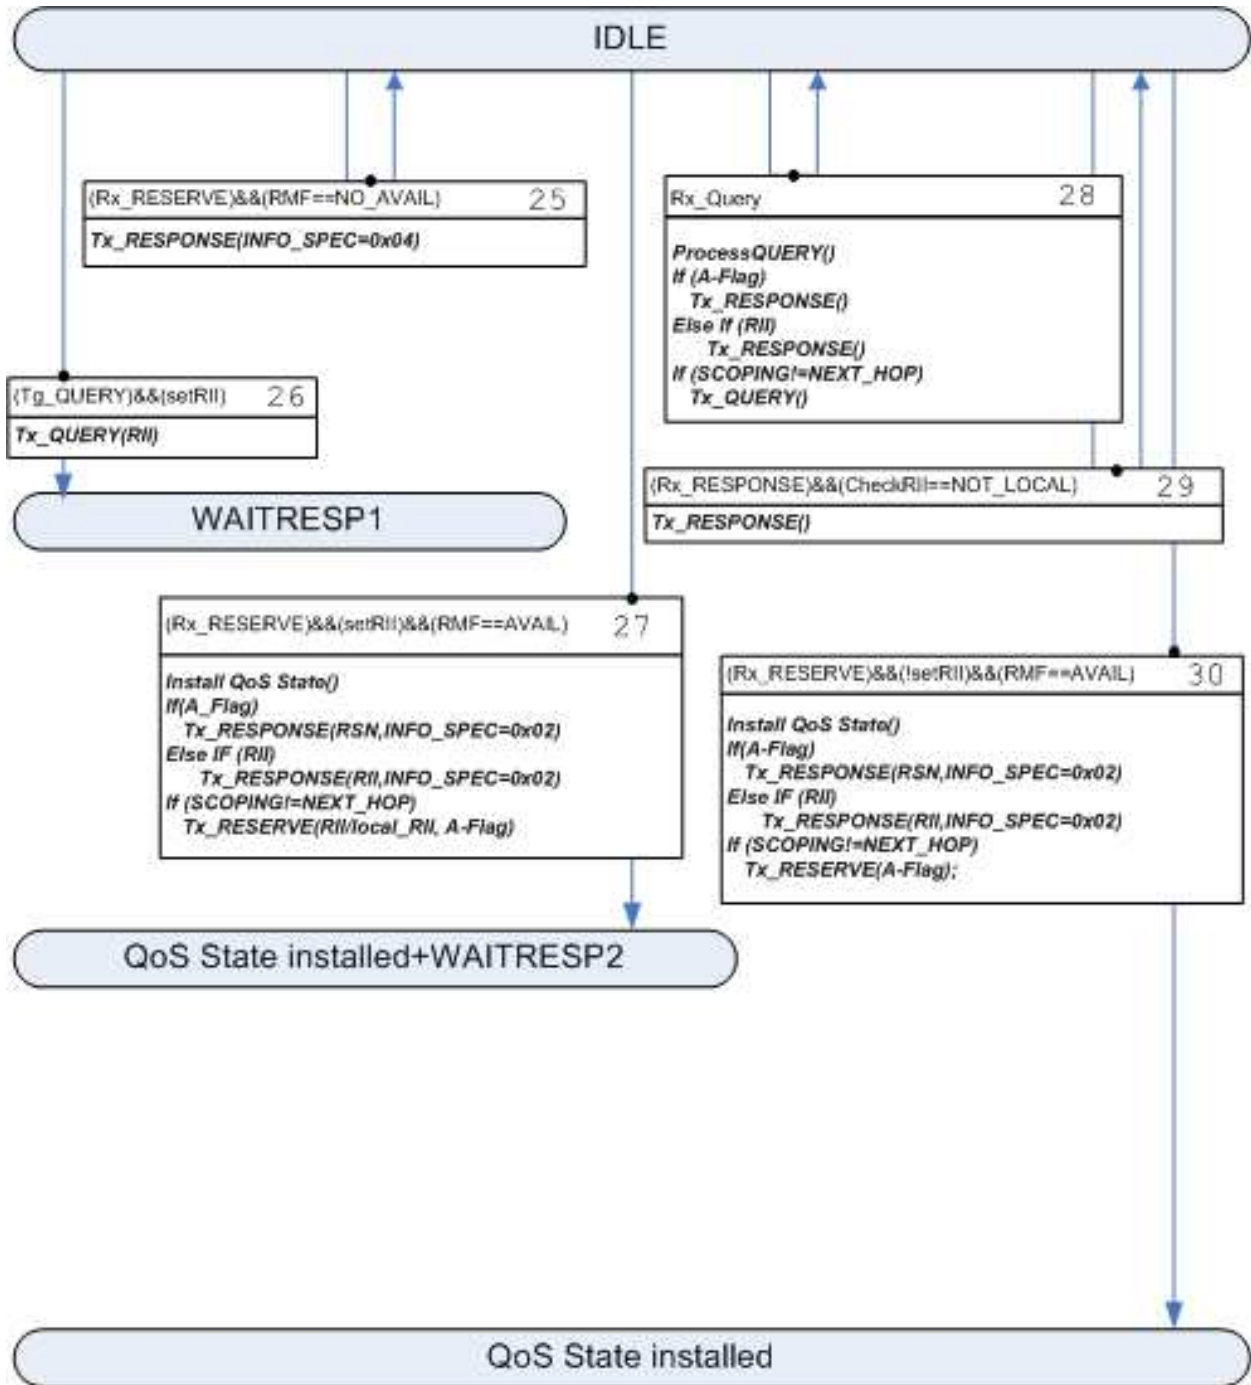 IDLE
(Rx_RESERVE)&&(RMF==NO_AVAIL) 25
Tx_RESPONSE(INFO_SPEC=0x04)
Rx_Query 28
ProcessQUERY()
If (A-Flag)
Tx_RESPONSE()
Else If (RII)
Tx_RESPONSE()
If (SCOPING!=NEXT_HOP)
Tx_QUERY()
(Tg_QUERY)&&(setRII) 26
Tx_QUERY(RII)
WAITRESP1
(Rx_RESPONSE)&&(CheckRII==NOT_LOCAL) 29
Tx_RESPONSE()
(Rx_RESERVE)&&(setRII)&&(RMF==AVAIL) 27
Install QoS State()
If(A_Flag)
Tx_RESPONSE(RSN,INFO_SPEC=0x02)
Else IF (RII)
Tx_RESPONSE(RII,INFO_SPEC=0x02)
If (SCOPING!=NEXT_HOP)
Tx_RESERVE(RII/local_RII, A-Flag)
(Rx_RESERVE)&&(!setRII)&&(RMF==AVAIL) 30
Install QoS State()
If(A-Flag)
Tx_RESPONSE(RSN,INFO_SPEC=0x02)
Else IF (RII)
Tx_RESPONSE(RII,INFO_SPEC=0x02)
If (SCOPING!=NEXT_HOP)
Tx_RESERVE(A-Flag);
QoS State installed+WAITRESP2
QoS State installed